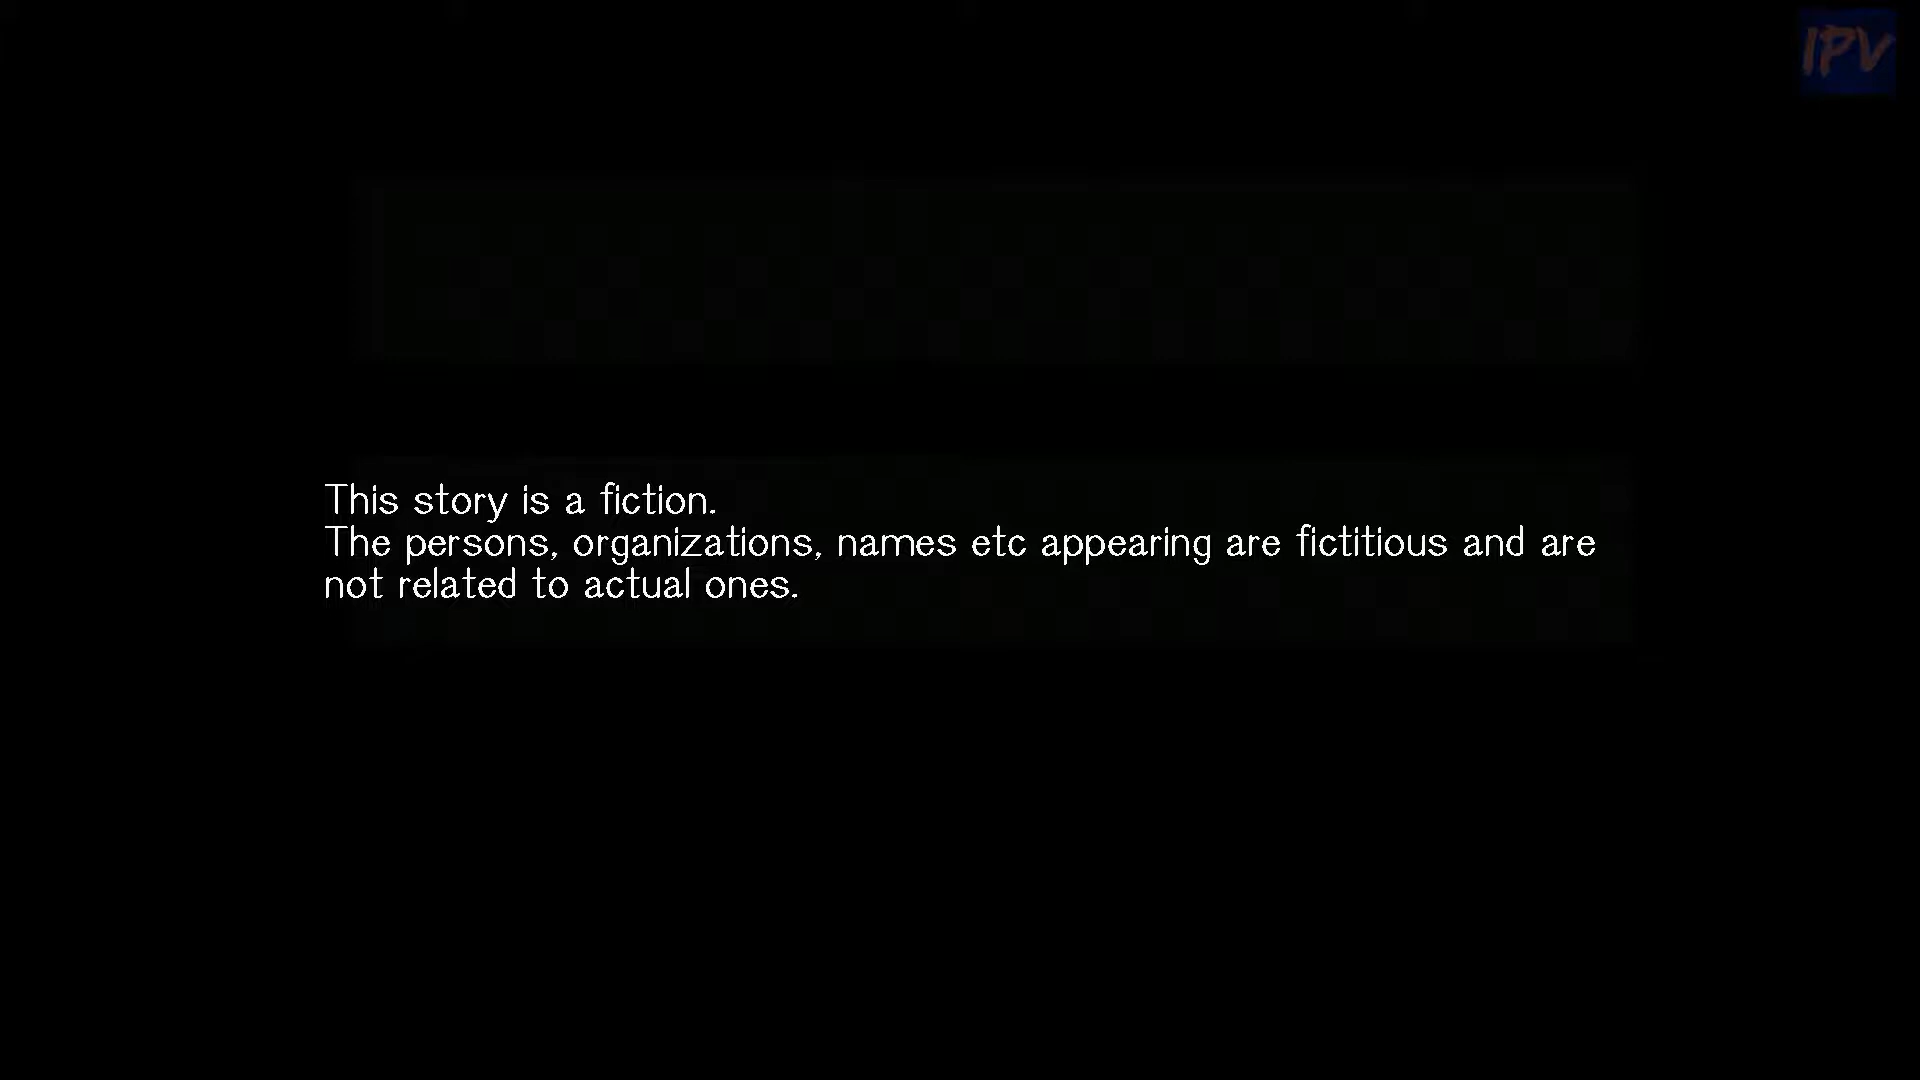 IPV
This story is a fiction.
The persons, organizations, names etc appearing are fictitious and are
not related to actual ones.